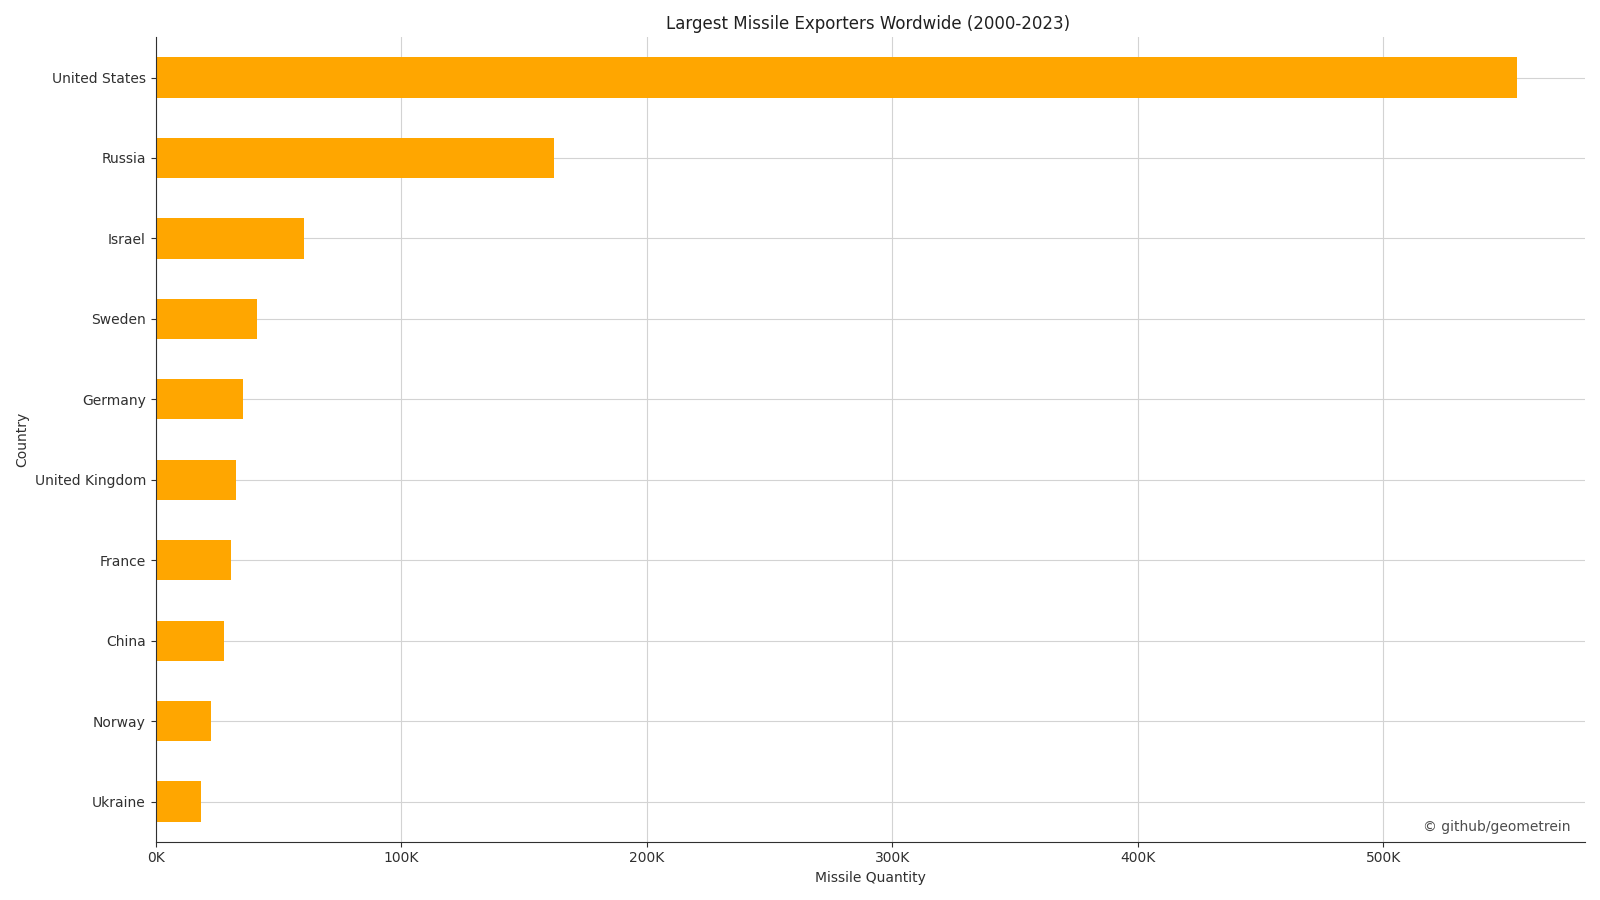 Largest Missile Exporters Wordwide (2000-2023)
United States
Russia
Israel
Sweden
Germany
United Kingdom
France
China
Norway
Ukraine
Country
© github/geometrein
0K 100K 200K 300K 400K 500K
Missile Quantity